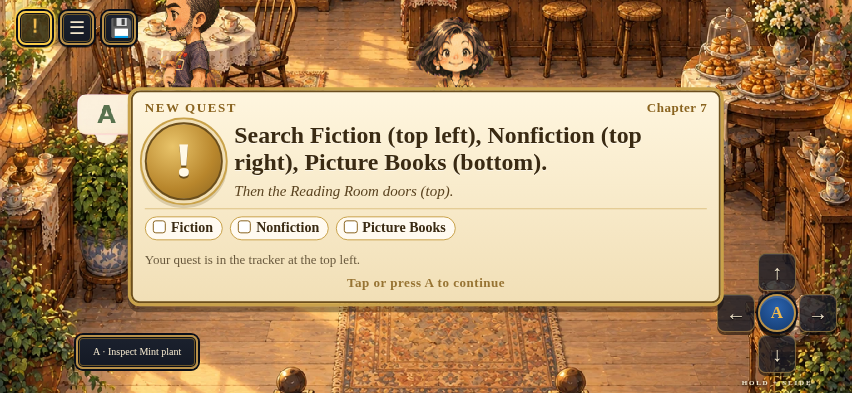 !
A
NEW QUEST
Chapter 7
!
Search Fiction (top left), Nonfiction (top
right), Picture Books (bottom).
Then the Reading Room doors (top).
Fiction
Nonfiction
Picture Books
Your quest is in the tracker at the top left.
Tap or press A to continue
↑
←
A
→
↓
A · Inspect Mint plant
HOLD